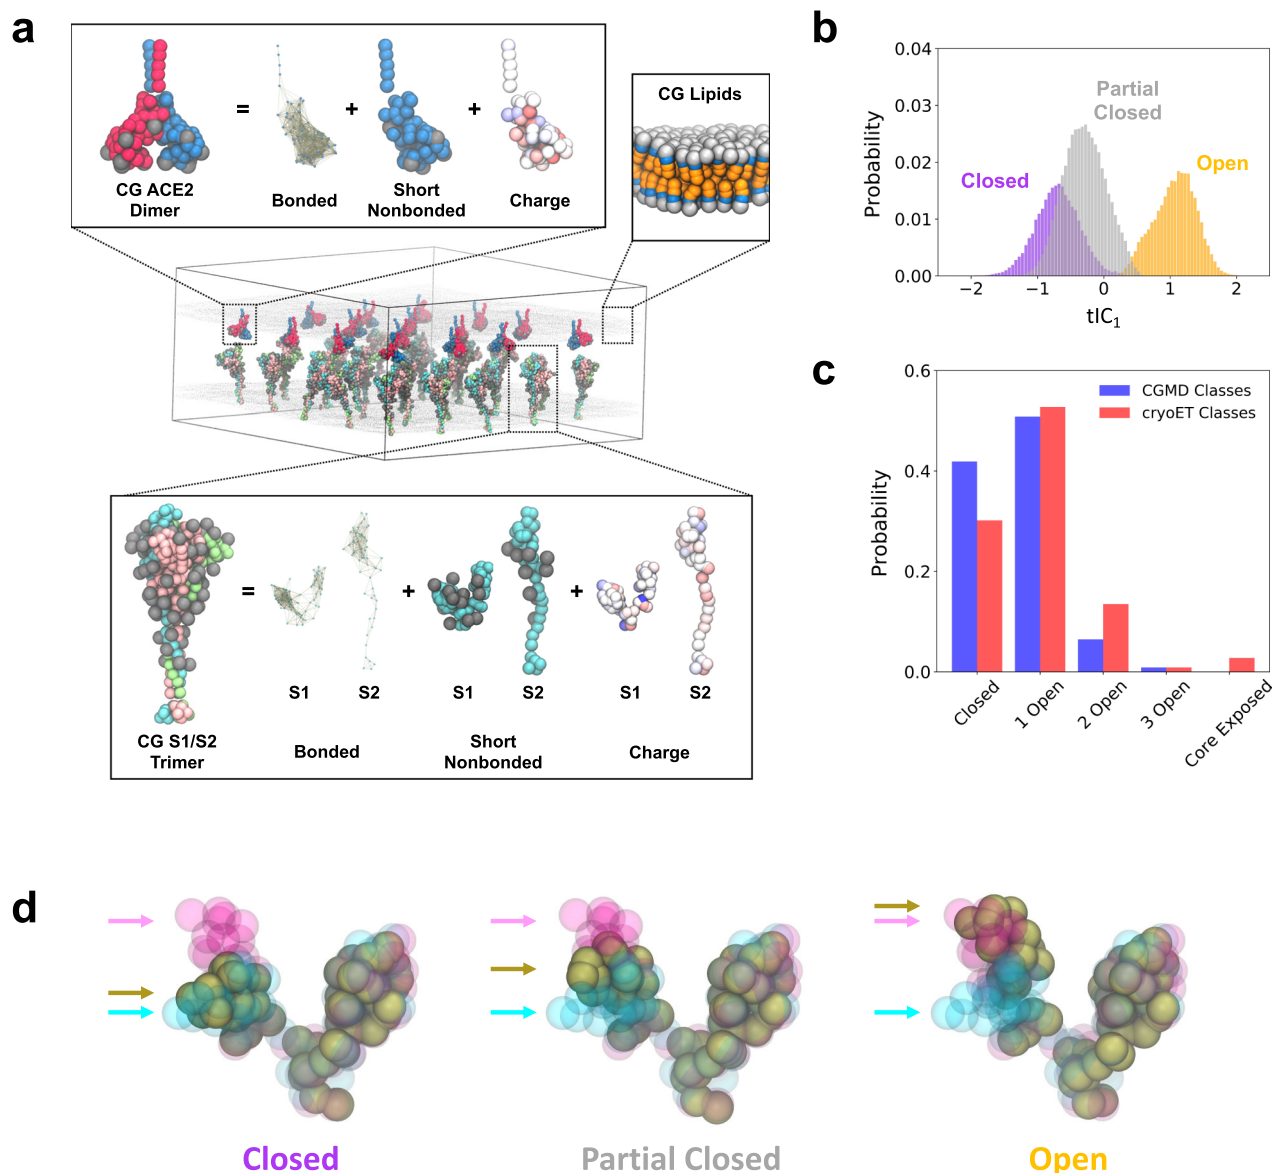 a
CG ACE2
Dimer
=
Bonded
+
Short
Nonbonded
+
Charge
CG Lipids
CG S1/S2
Trimer
=
S1
S2
Bonded
+
S1
S2
Short
Nonbonded
+
S1
S2
Charge
b
Probability
0.04
0.03
0.02
0.01
0.00
Closed
Partial
Closed
Open
−2
−1
0
1
2
tIC1
c
Probability
0.6
0.4
0.2
0.0
CGMD Classes
cryoET Classes
Closed
1 Open
2 Open
3 Open
Core Exposed
d
Closed
Partial Closed
Open